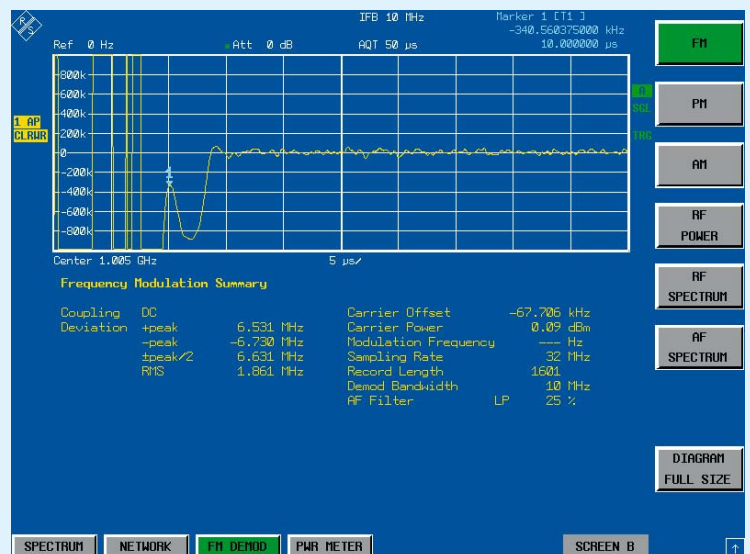 R/S
IFB 10 MHz Marker 1 [T1 ]
-340.560375000 kHz
Ref 0 Hz Att 0 dB AQT 50 µs 10.000000 µs
FM
800k
600k
400k
200k
0
-200k
-400k
-600k
-800k
1 AP
CLRWR
1
A
SGL
TRG
PM
AM
RF
POWER
RF
SPECTRUM
AF
SPECTRUM
DIAGRAM
FULL SIZE
Center 1.005 GHz 5 µs/
Frequency Modulation Summary
Coupling DC Carrier Offset -67.706 kHz
Deviation +peak 6.531 MHz Carrier Power 0.09 dBm
-peak -6.730 MHz Modulation Frequency --- Hz
±peak/2 6.631 MHz Sampling Rate 32 MHz
RMS 1.861 MHz Record Length 1601
Demod Bandwidth 10 MHz
AF Filter LP 25 %
SPECTRUM NETWORK FM DEMOD PWR METER SCREEN B ↑